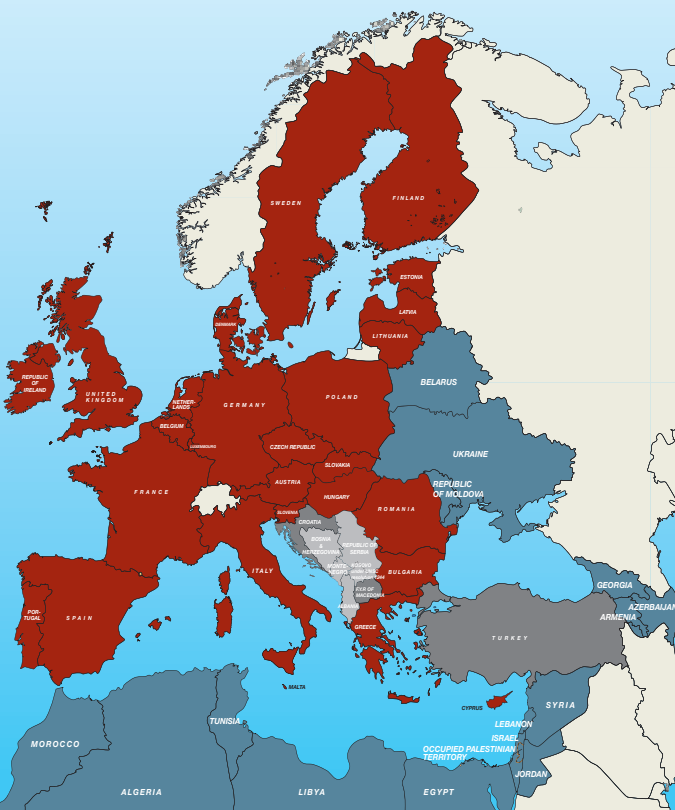 SWEDEN
FINLAND
ESTONIA
LATVIA
LITHUANIA
DENMARK
REPUBLIC
OF
IRELAND
UNITED
KINGDOM
NETHER-
LANDS
BELGIUM
LUXEMBOURG
GERMANY
POLAND
BELARUS
UKRAINE
REPUBLIC
OF MOLDOVA
CZECH REPUBLIC
SLOVAKIA
AUSTRIA
HUNGARY
ROMANIA
FRANCE
SLOVENIA
CROATIA
BOSNIA
&
HERZEGOVINA
REPUBLIC OF
SERBIA
MONTE-
NEGRO
KOSOVO
FYR OF
MACEDONIA
ALBANIA
BULGARIA
ITALY
GREECE
POR-
TUGAL
SPAIN
MALTA
CYPRUS
TURKEY
GEORGIA
AZERBAIJAN
ARMENIA
SYRIA
LEBANON
ISRAEL
OCCUPIED PALESTINIAN
TERRITORY
JORDAN
TUNISIA
MOROCCO
ALGERIA
LIBYA
EGYPT